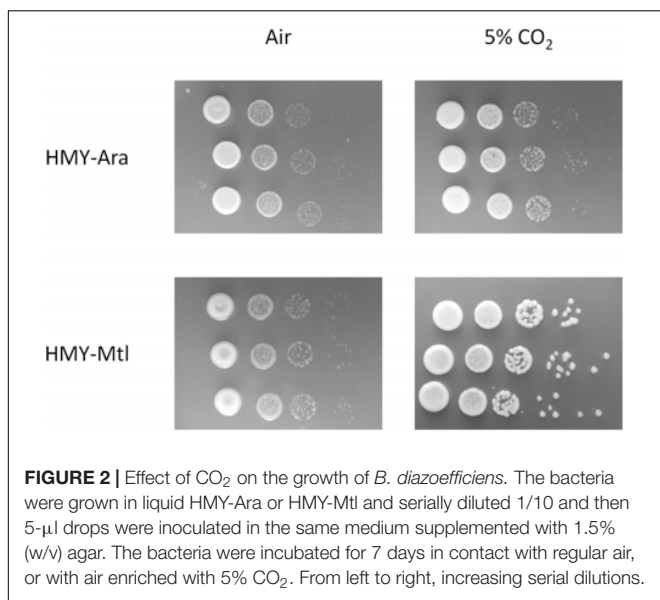 Air
5% CO₂
HMY-Ara
HMY-Mtl
FIGURE 2 | Effect of CO₂ on the growth of B. diazoefficiens. The bacteria
were grown in liquid HMY-Ara or HMY-Mtl and serially diluted 1/10 and then
5-μl drops were inoculated in the same medium supplemented with 1.5%
(w/v) agar. The bacteria were incubated for 7 days in contact with regular air,
or with air enriched with 5% CO₂. From left to right, increasing serial dilutions.